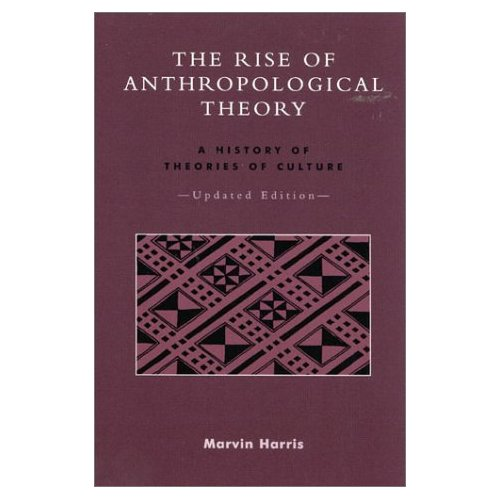 THE RISE OF
ANTHROPOLOGICAL
THEORY
A HISTORY OF
THEORIES OF CULTURE
—Updated Edition—
Marvin Harris